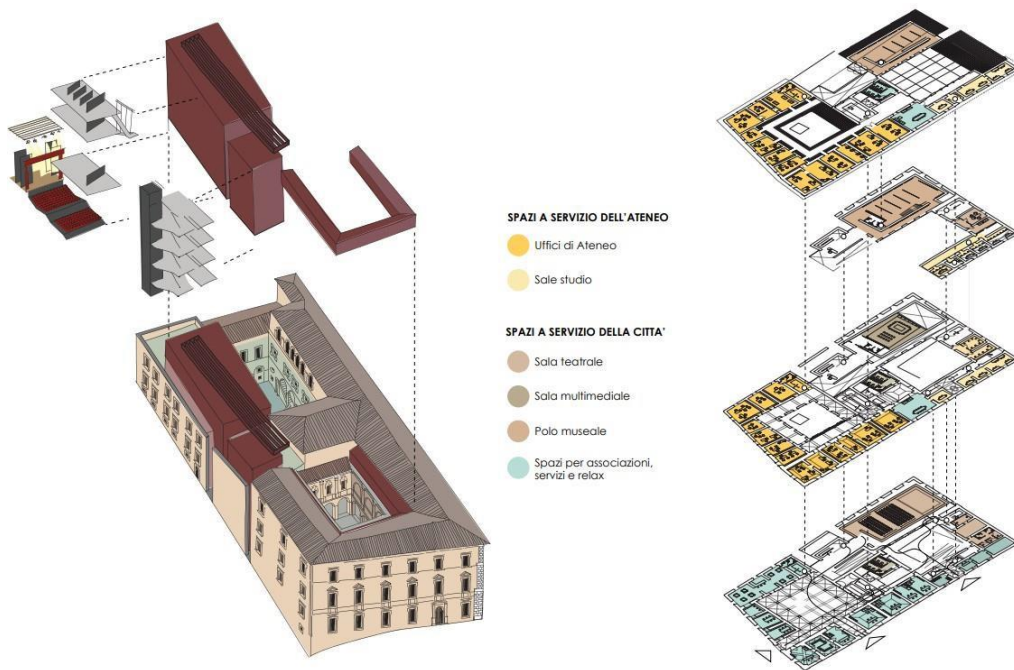 SPAZI A SERVIZIO DELL'ATENEO
Uffici di Ateneo
Sale studio
SPAZI A SERVIZIO DELLA CITTA'
Sala teatrale
Sala multimediale
Polo museale
Spazi per associazioni,
servizi e relax